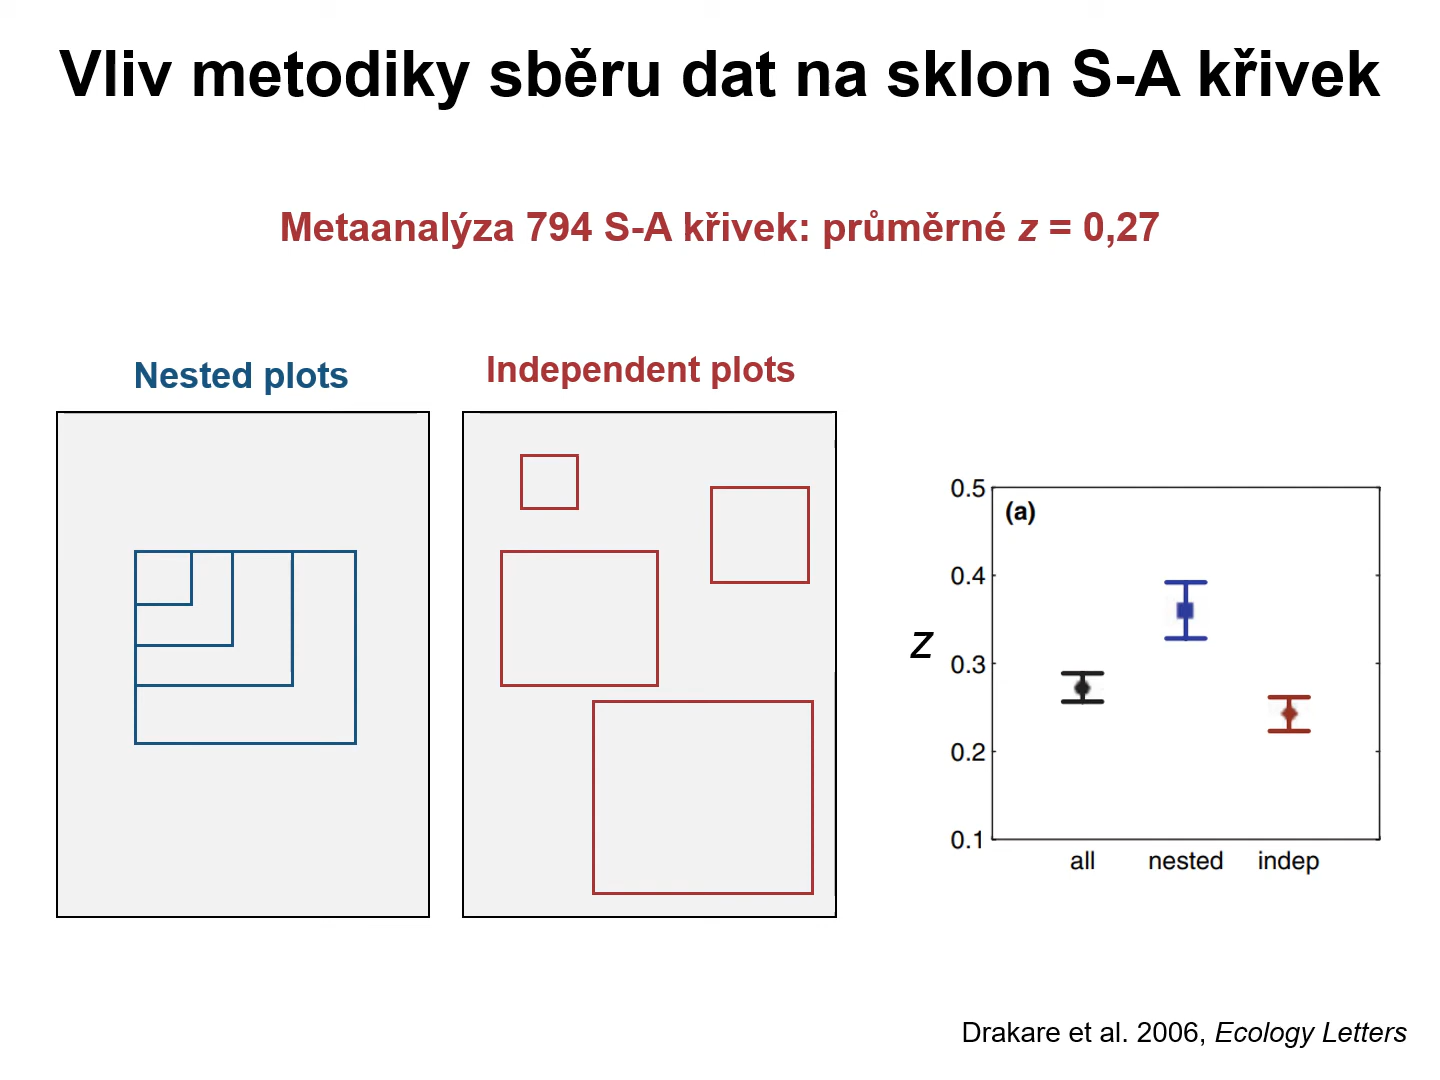 Vliv metodiky sběru dat na sklon S-A křivek
Metaanalýza 794 S-A křivek: průměrné z = 0,27
Nested plots
Independent plots
(a)
z
0.5
0.4
0.3
0.2
0.1
all nested indep
Drakare et al. 2006, Ecology Letters